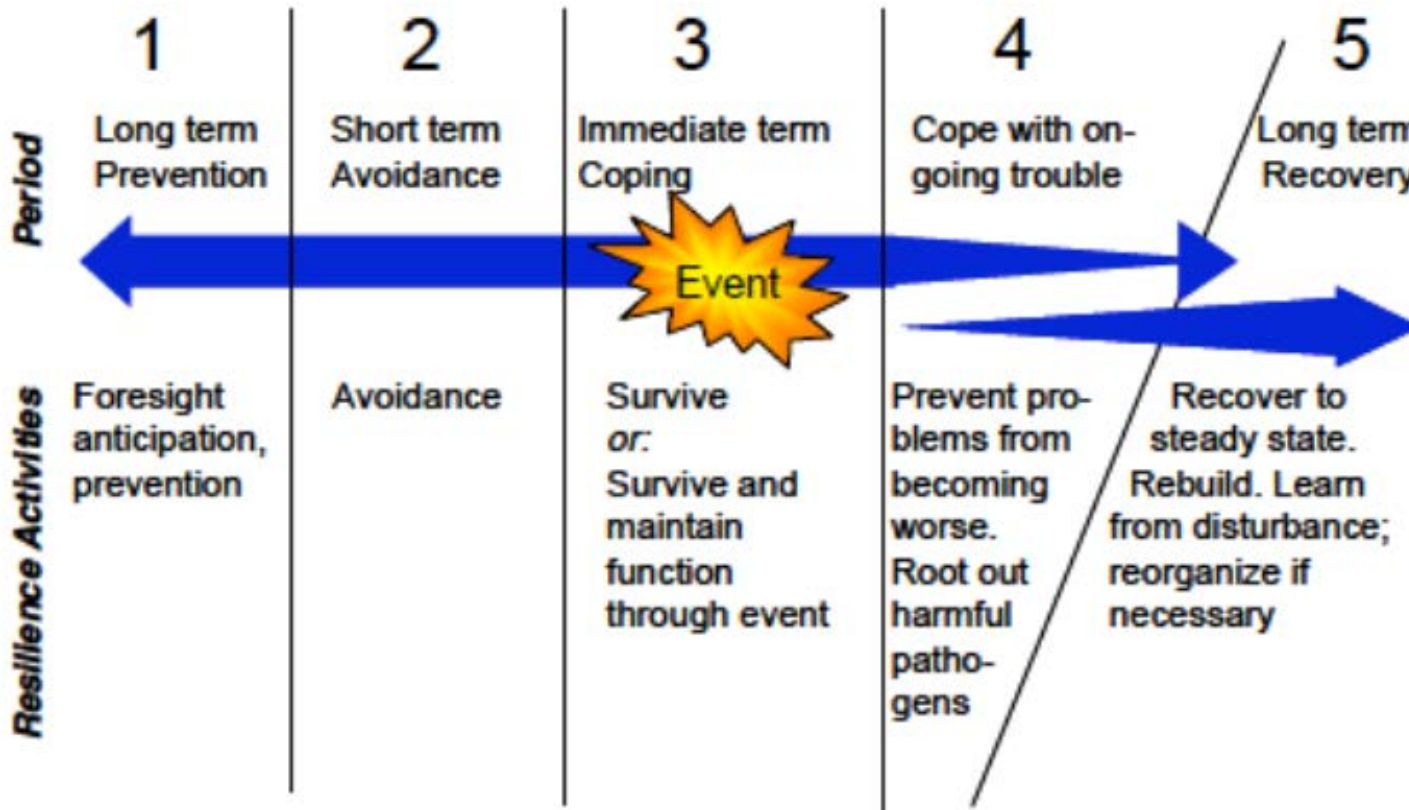 1
2
3
4
5
Period
Long term
Prevention
Short term
Avoidance
Immediate term
Coping
Cope with on-
going trouble
Long term
Recovery
Event
Resilience Activities
Foresight
anticipation,
prevention
Avoidance
Survive
or:
Survive and
maintain
function
through event
Prevent pro-
blems from
becoming
worse.
Root out
harmful
patho-
gens
Recover to
steady state.
Rebuild. Learn
from disturbance;
reorganize if
necessary